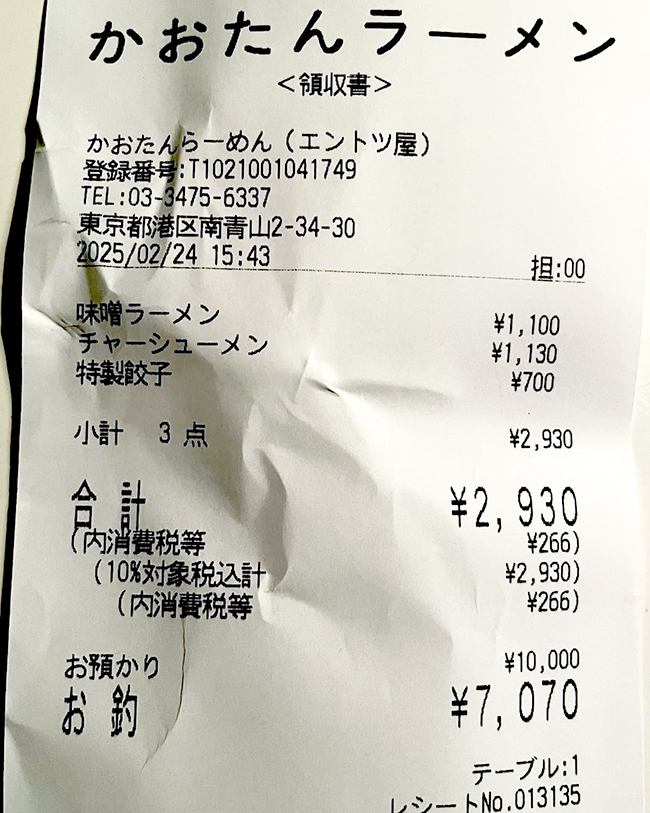 かおたんラーメン
<領収書>
かおたんらーめん(エントツ屋)
登録番号:T1021001041749
TEL:03-3475-6337
東京都港区南青山2-34-30
2025/02/24 15:43 担:00
味噌ラーメン ¥1,100
チャーシューメン ¥1,130
特製餃子 ¥700
小計 3 点 ¥2,930
合 計 ¥2,930
(内消費税等 ¥266)
(10%対象税込計 ¥2,930)
(内消費税等 ¥266)
お預かり ¥10,000
お 釣 ¥7,070
テーブル:1
レシートNo.013135